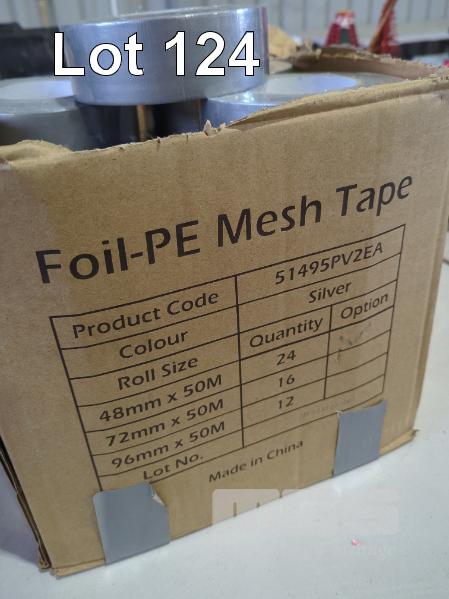 Lot 124
Foil-PE Mesh Tape
Product Code 51495PV2EA
Colour Silver
Roll Size Quantity Option
48mm x 50M 24
72mm x 50M 16
96mm x 50M 12
Lot No.
Made in China